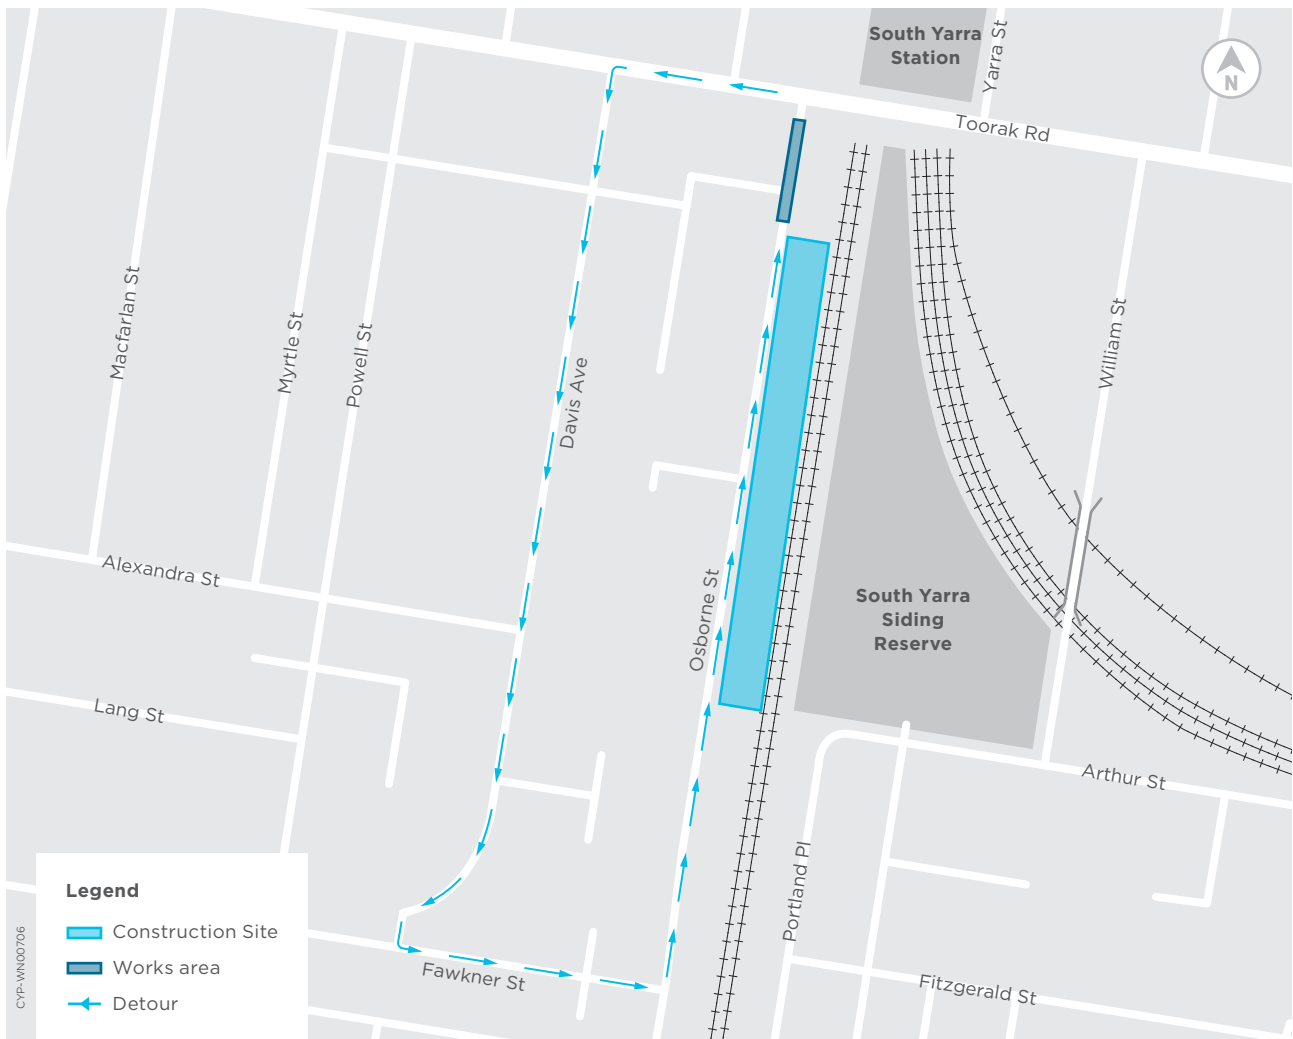 South Yarra
Station
Yarra St
N
Toorak Rd
Macfarlan St
Myrtle St
Powell St
Davis Ave
William St
Alexandra St
Osborne St
South Yarra
Siding
Reserve
Lang St
Arthur St
Portland Pl
Fawkner St
Fitzgerald St
Legend
Construction Site
Works area
Detour
CYP-WN00706